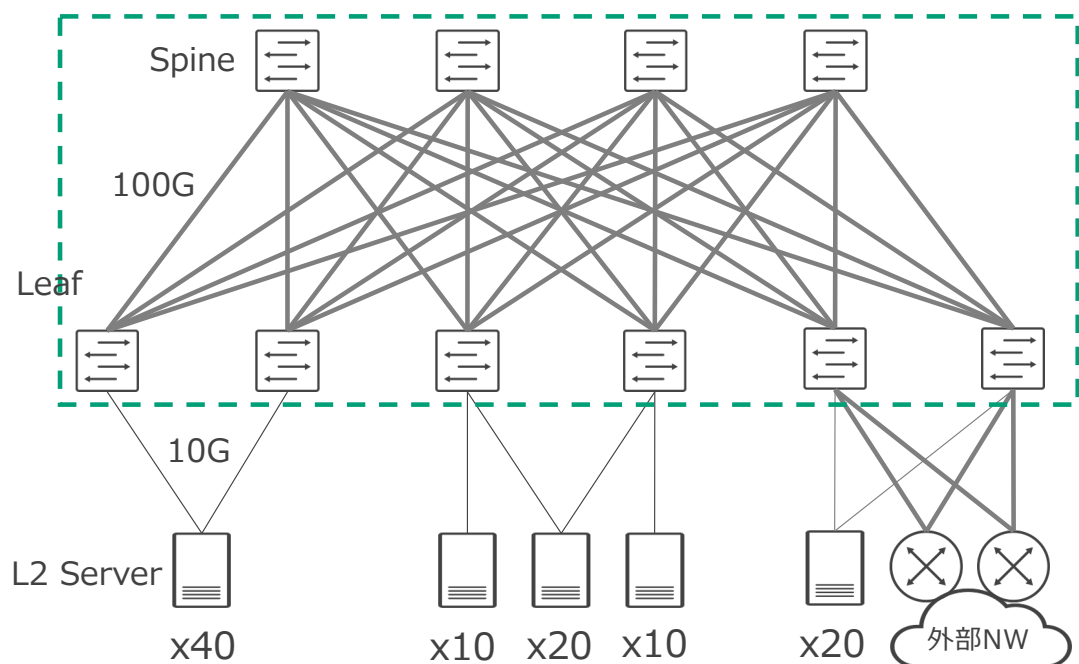 Spine
100G
Leaf
10G
L2 Server
x40
x10
x20
x10
x20
外部NW